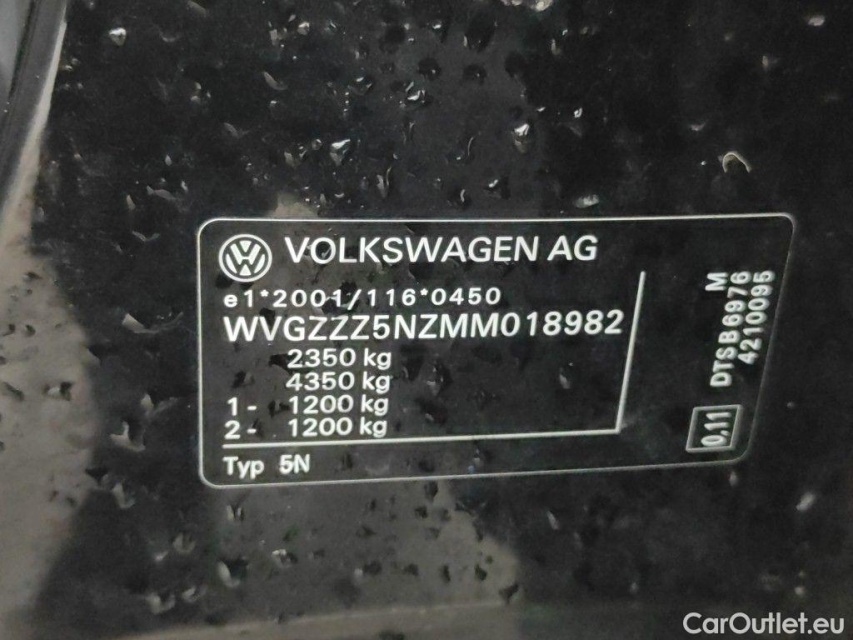 VOLKSWAGEN AG
e1*2001/116*0450
WVGZZZ5NZMM018982
2350 kg
4350 kg
1- 1200 kg
2- 1200 kg
Typ 5N
M
DTSB6976
4210095
0,11
CarOutlet.eu